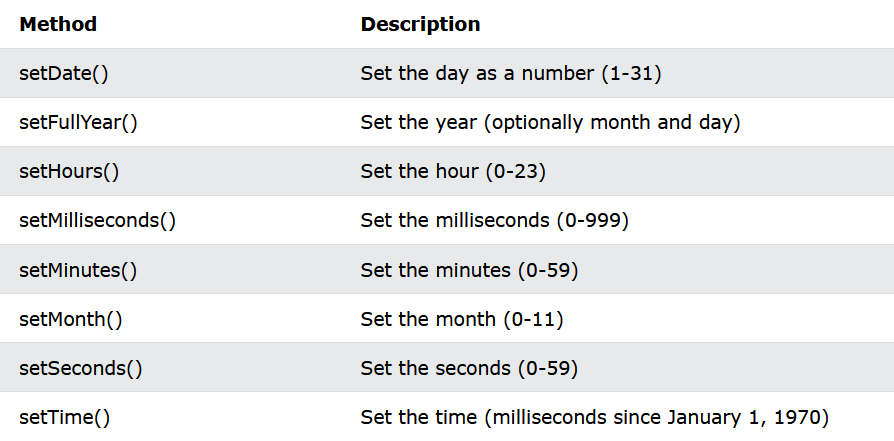 Method Description
setDate() Set the day as a number (1-31)
setFullYear() Set the year (optionally month and day)
setHours() Set the hour (0-23)
setMilliseconds() Set the milliseconds (0-999)
setMinutes() Set the minutes (0-59)
setMonth() Set the month (0-11)
setSeconds() Set the seconds (0-59)
setTime() Set the time (milliseconds since January 1, 1970)